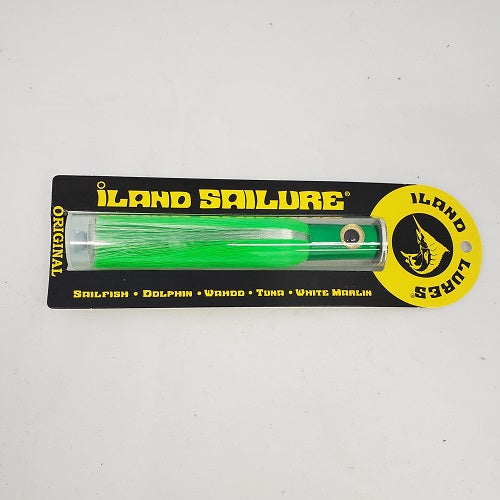 ORIGINAL
iLAND SAILURE®
SAILFISH • DOLPHIN • WAHOO • TUNA • WHITE MARLIN
ILAND LURES®